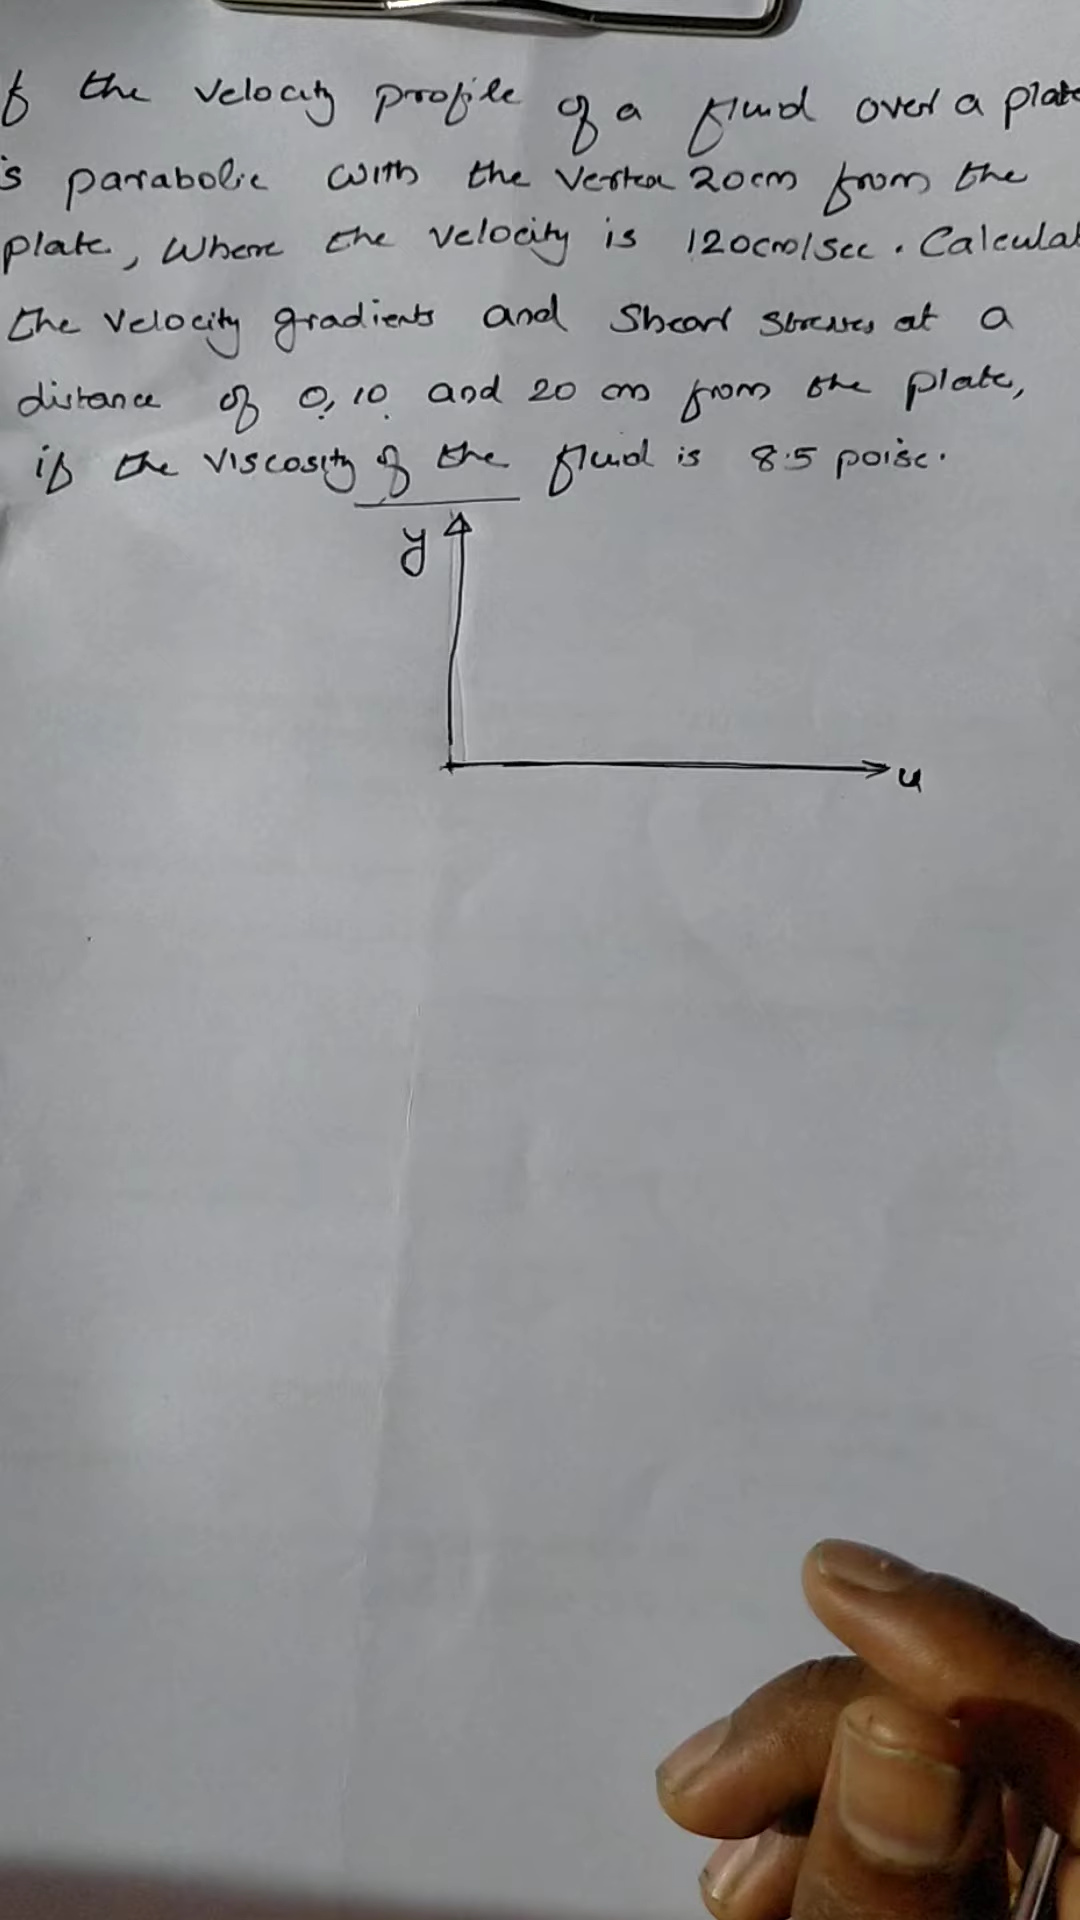 f the velocity profile of a fluid over a plate
is parabolic with the vertex 20cm from the
plate, where the velocity is 120cm/sec. Calculat
the velocity gradients and shear stresses at a
distance of 0, 10 and 20 cm from the plate,
if the viscosity of the fluid is 8.5 poise.
y
u